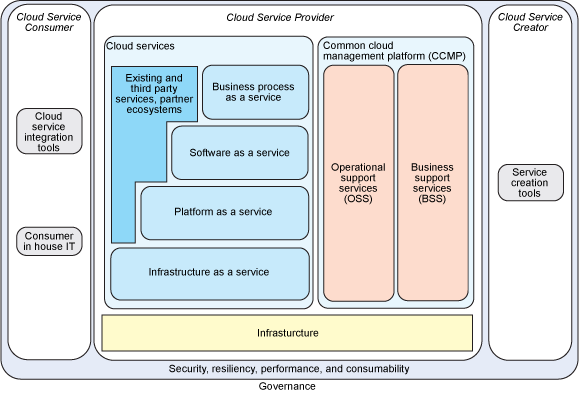 Cloud Service
Consumer
Cloud Service Provider
Cloud Service
Creator
Cloud services
Common cloud
management platform (CCMP)
Existing and
third party
services, partner
ecosystems
Business process
as a service
Cloud
service
integration
tools
Software as a service
Operational
support
services
(OSS)
Business
support
services
(BSS)
Service
creation
tools
Platform as a service
Consumer
in house IT
Infrastructure as a service
Infrasturcture
Security, resiliency, performance, and consumability
Governance